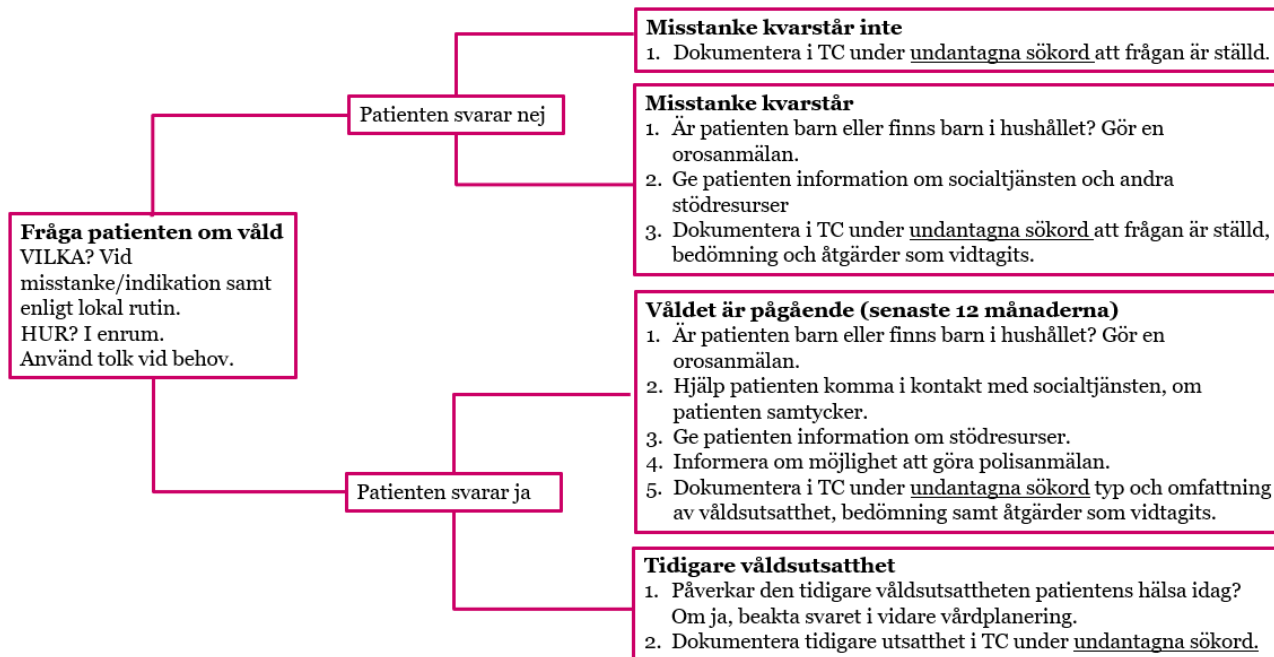 Fråga patienten om våld
VILKA? Vid
misstanke/indikation samt
enligt lokal rutin.
HUR? I enrum.
Använd tolk vid behov.
Patienten svarar nej
Misstanke kvarstår inte
1. Dokumentera i TC under undantagna sökord att frågan är ställd.
Misstanke kvarstår
1. Är patienten barn eller finns barn i hushållet? Gör en
orosanmälan.
2. Ge patienten information om socialtjänsten och andra
stödresurser
3. Dokumentera i TC under undantagna sökord att frågan är ställd,
bedömning och åtgärder som vidtagits.
Patienten svarar ja
Våldet är pågående (senaste 12 månaderna)
1. Är patienten barn eller finns barn i hushållet? Gör en
orosanmälan.
2. Hjälp patienten komma i kontakt med socialtjänsten, om
patienten samtycker.
3. Ge patienten information om stödresurser.
4. Informera om möjlighet att göra polisanmälan.
5. Dokumentera i TC under undantagna sökord typ och omfattning
av våldsutsatthet, bedömning samt åtgärder som vidtagits.
Tidigare våldsutsatthet
1. Påverkar den tidigare våldsutsattheten patientens hälsa idag?
Om ja, beakta svaret i vidare vårdplanering.
2. Dokumentera tidigare utsatthet i TC under undantagna sökord.